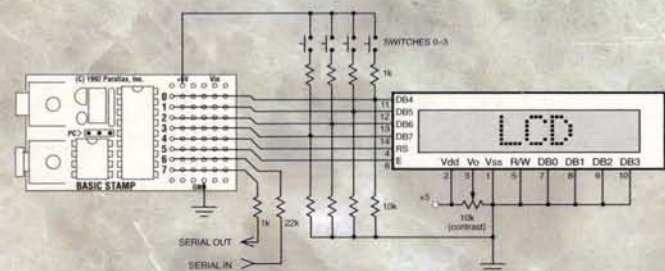 (C) 1992 Parallax, Inc.
+5V
Vin
0
1
2
3
4
5
6
7
PC>
BASIC STAMP
GND
1k
22k
SERIAL OUT
SERIAL IN
SWITCHES 0–3
1k
10k
11
12
13
14
4
6
DB4
DB5
DB6
DB7
RS
E
LCD
Vdd
Vo
Vss
R/W
DB0
DB1
DB2
DB3
2
3
1
5
7
8
9
10
+5
10k
(contrast)